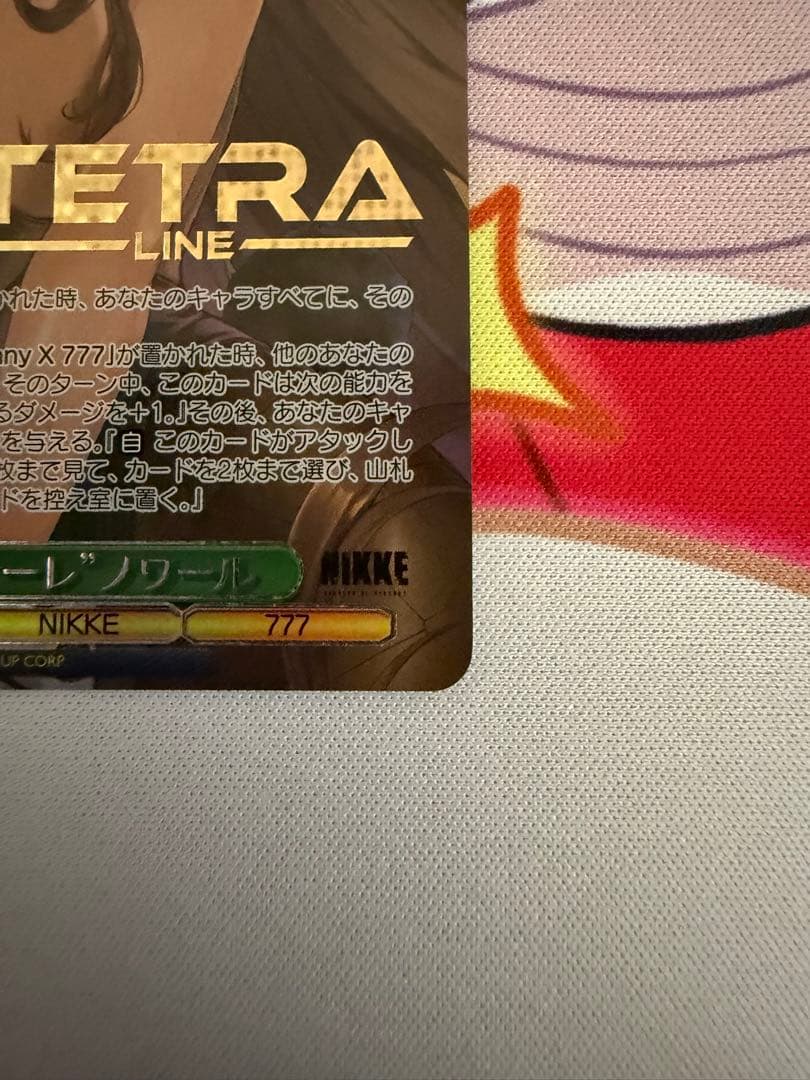 TETRA
LINE
かれた時、あなたのキャラすべてに、その
ny X 777」が置かれた時、他のあなたの
そのターン中、このカードは次の能力を
るダメージを+1。』その後、あなたのキャ
を与える。『自 このカードがアタックし
枚まで見て、カードを2枚まで選び、山札
ドを控え室に置く。』
ーレ"ノワール
NIKKE
NIKKE
777
UP CORP